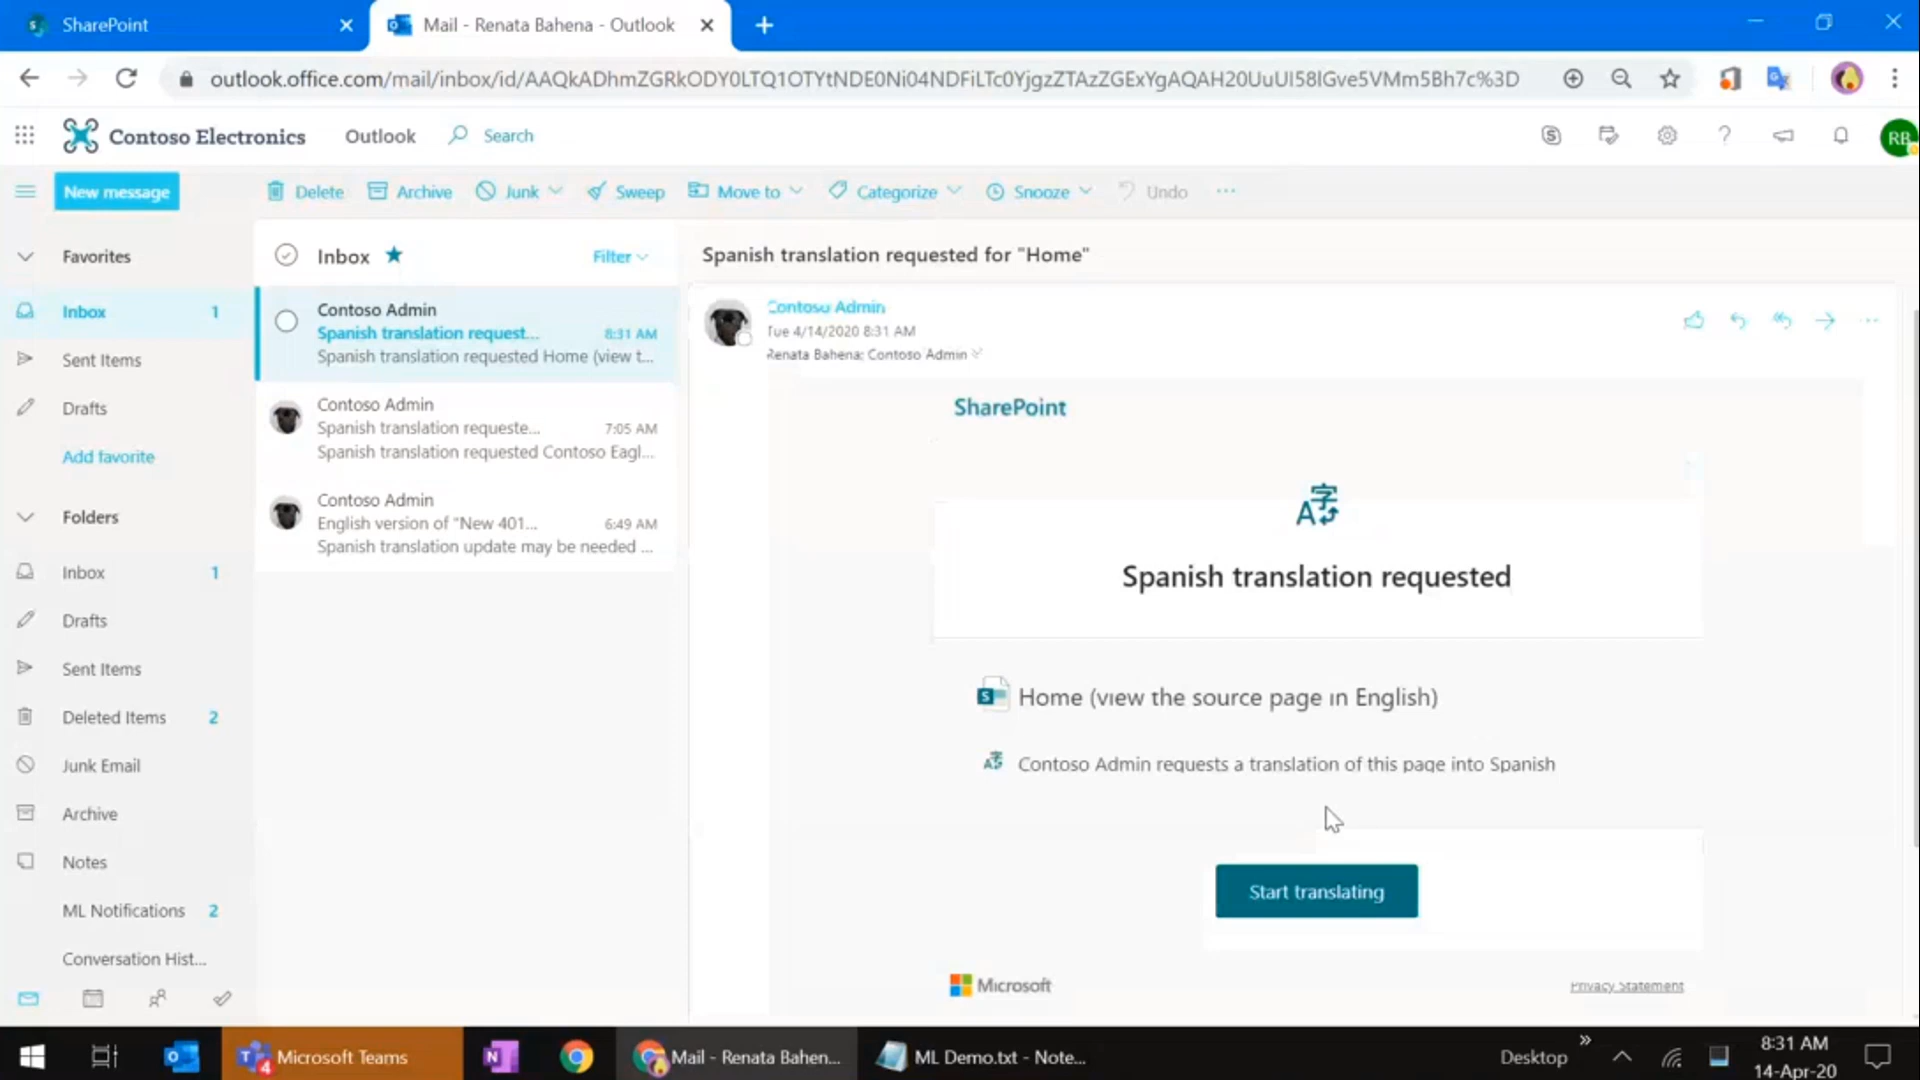 SharePoint
Mail - Renata Bahena - Outlook
outlook.office.com/mail/inbox/id/AAQkADhmZGRkODY0LTQ1OTYtNDE0Ni04NDFiLTc0YjgzZTAzZGExYgAQAH20UuUI58lGve5VMm5Bh7c%3D
Contoso Electronics
Outlook
Search
RB
New message
Delete
Archive
Junk
Sweep
Move to
Categorize
Snooze
Undo
Favorites
Inbox 1
Sent Items
Drafts
Add favorite
Folders
Inbox 1
Drafts
Sent Items
Deleted Items 2
Junk Email
Archive
Notes
ML Notifications 2
Conversation Hist...
Inbox
Filter
Contoso Admin
Spanish translation request... 8:31 AM
Spanish translation requested Home (view t...
Contoso Admin
Spanish translation requeste... 7:05 AM
Spanish translation requested Contoso Eagl...
Contoso Admin
English version of "New 401... 6:49 AM
Spanish translation update may be needed ...
Spanish translation requested for "Home"
Contoso Admin
Tue 4/14/2020 8:31 AM
Renata Bahena; Contoso Admin
SharePoint
A字
Spanish translation requested
Home (view the source page in English)
Contoso Admin requests a translation of this page into Spanish
Start translating
Microsoft
Privacy Statement
Microsoft Teams
4
Mail - Renata Bahen...
ML Demo.txt - Note...
Desktop
8:31 AM
14-Apr-20